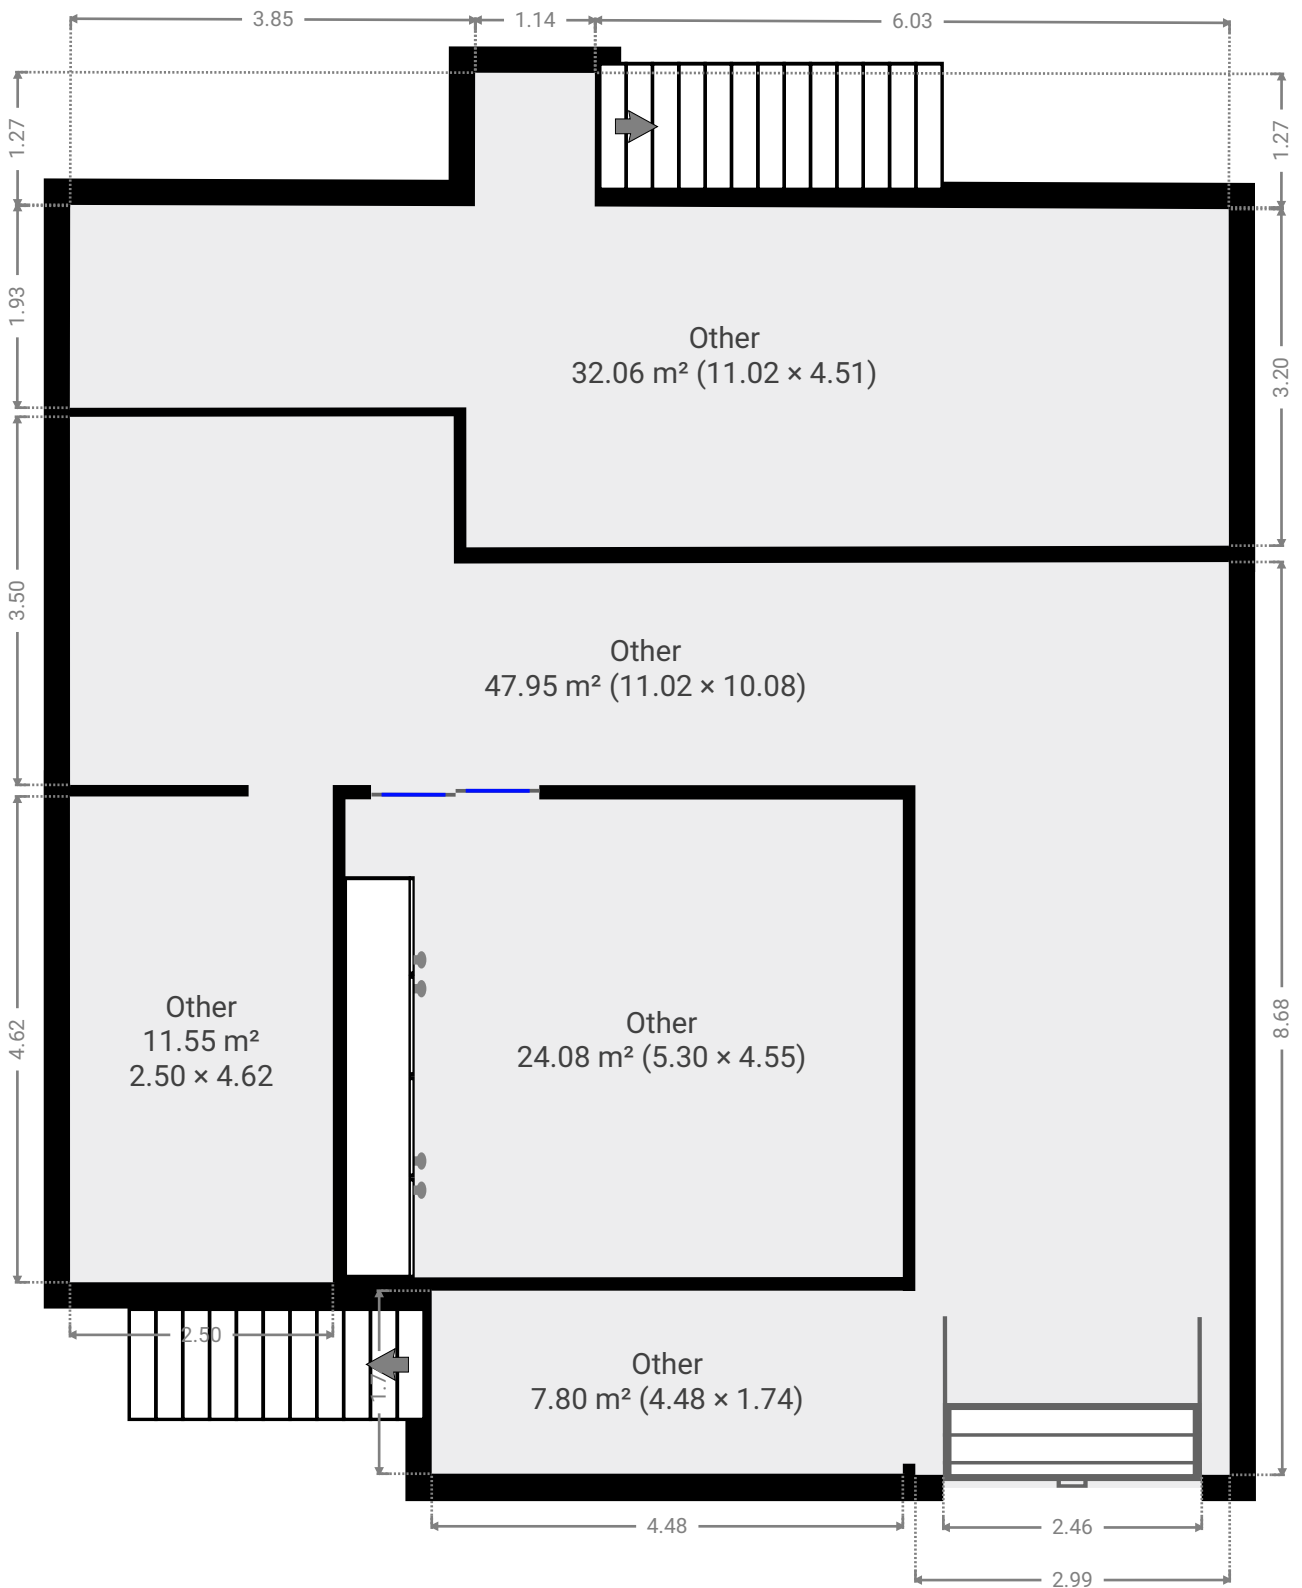 3.85
1.14
6.03
1.27
1.27
1.93
3.20
Other
32.06 m² (11.02 × 4.51)
3.50
Other
47.95 m² (11.02 × 10.08)
4.62
8.68
Other
11.55 m²
2.50 × 4.62
Other
24.08 m² (5.30 × 4.55)
2.50
Other
7.80 m² (4.48 × 1.74)
4.48
2.46
2.99